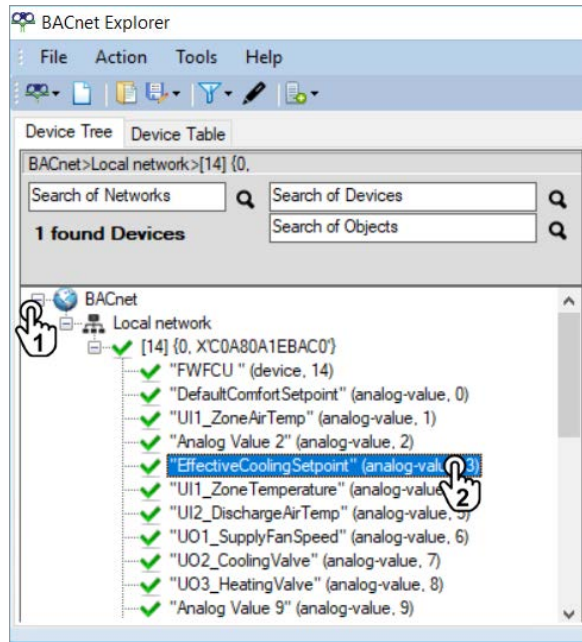 BACnet Explorer
File Action Tools Help
Device Tree Device Table
BACnet>Local network>[14] {0,
Search of Networks Search of Devices
1 found Devices Search of Objects
BACnet
1 Local network
[14] {0, X'C0A80A1EBAC0'}
"FWFCU " (device, 14)
"DefaultComfortSetpoint" (analog-value, 0)
"UI1_ZoneAirTemp" (analog-value, 1)
"Analog Value 2" (analog-value, 2)
"EffectiveCoolingSetpoint" (analog-valu 3)
"UI1_ZoneTemperature" (analog-value
2
"UI2_DischargeAirTemp" (analog-value, 5)
"UO1_SupplyFanSpeed" (analog-value, 6)
"UO2_CoolingValve" (analog-value, 7)
"UO3_HeatingValve" (analog-value, 8)
"Analog Value 9" (analog-value, 9)